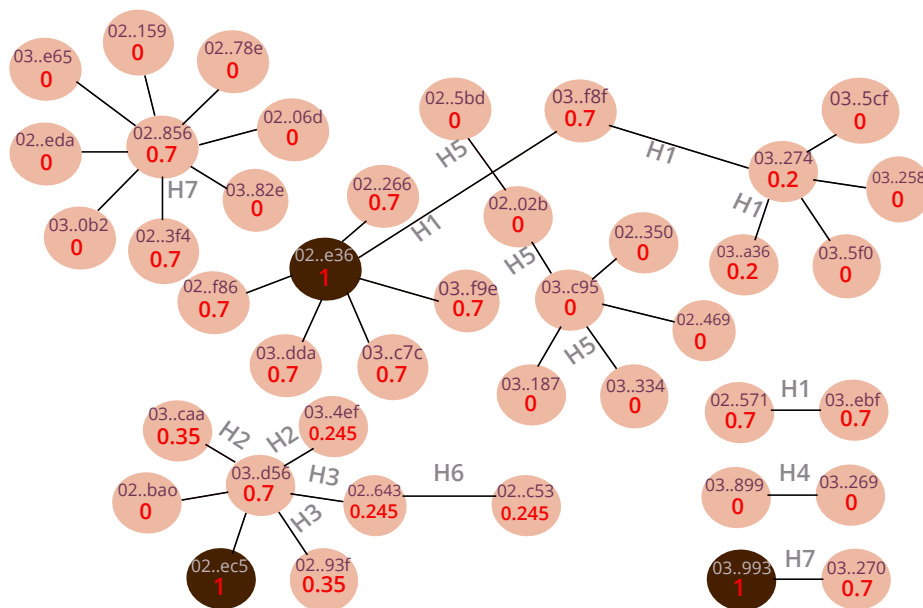 02..159
0
03..e65
0
02..78e
0
02..5bd
0
03..f8f
0.7
03..5cf
0
02..856
0.7
02..06d
0
02..eda
0
H7
H5
H1
03..274
0.2
03..258
0
02..266
0.7
03..82e
0
H1
H1
02..02b
0
03..0b2
0
02..3f4
0.7
02..350
0
03..a36
0.2
03..5f0
0
02..e36
1
H5
02..f86
0.7
03..f9e
0.7
03..c95
0
02..469
0
H5
03..dda
0.7
03..c7c
0.7
03..187
0
03..334
0
02..571
0.7
H1
03..ebf
0.7
03..caa
0.35
H2
H2
03..4ef
0.245
03..d56
0.7
H3
02..643
0.245
H6
02..c53
0.245
03..899
0
H4
03..269
0
02..bao
0
H3
02..ec5
1
02..93f
0.35
03..993
1
H7
03..270
0.7